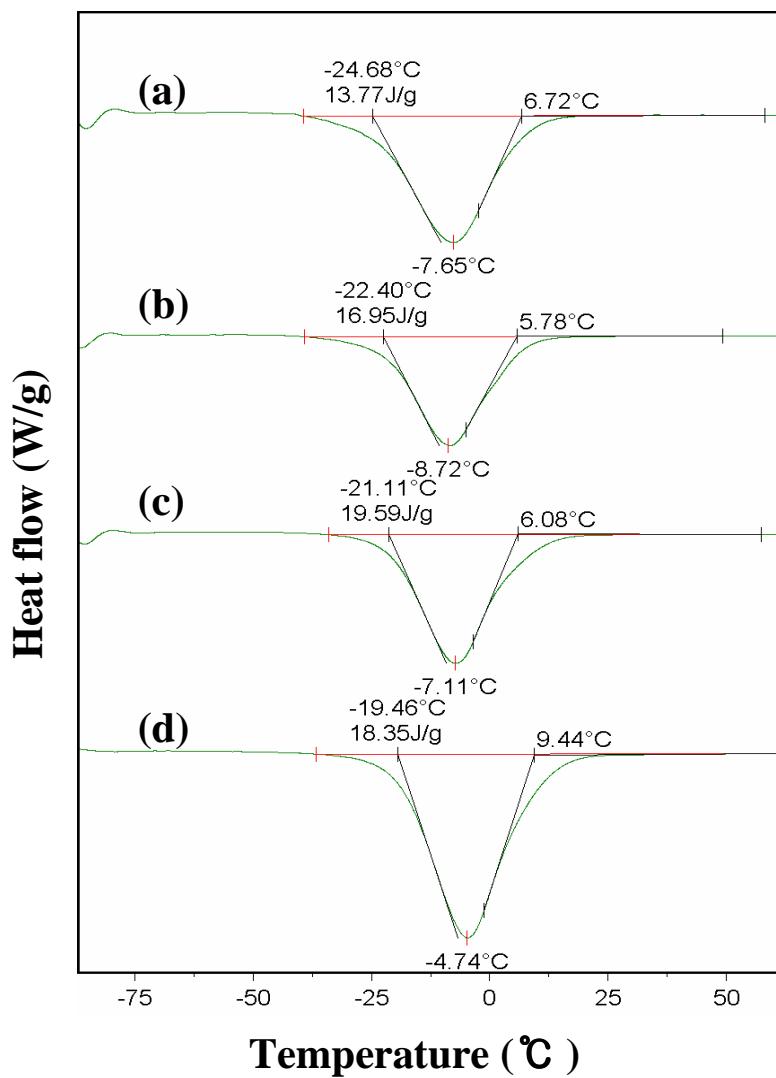 (a)
-24.68°C
13.77J/g
6.72°C
-7.65°C
(b)
-22.40°C
16.95J/g
5.78°C
-8.72°C
(c)
-21.11°C
19.59J/g
6.08°C
-7.11°C
(d)
-19.46°C
18.35J/g
9.44°C
-4.74°C
Heat flow (W/g)
-75 -50 -25 0 25 50
Temperature (℃)